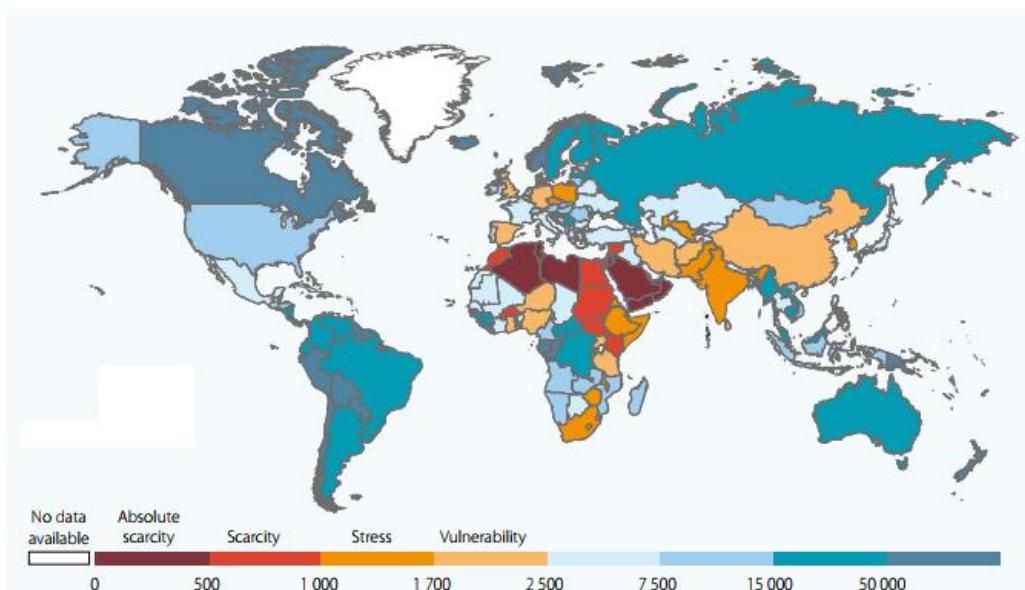 No data available
Absolute scarcity
Scarcity
Stress
Vulnerability
0
500
1 000
1 700
2 500
7 500
15 000
50 000